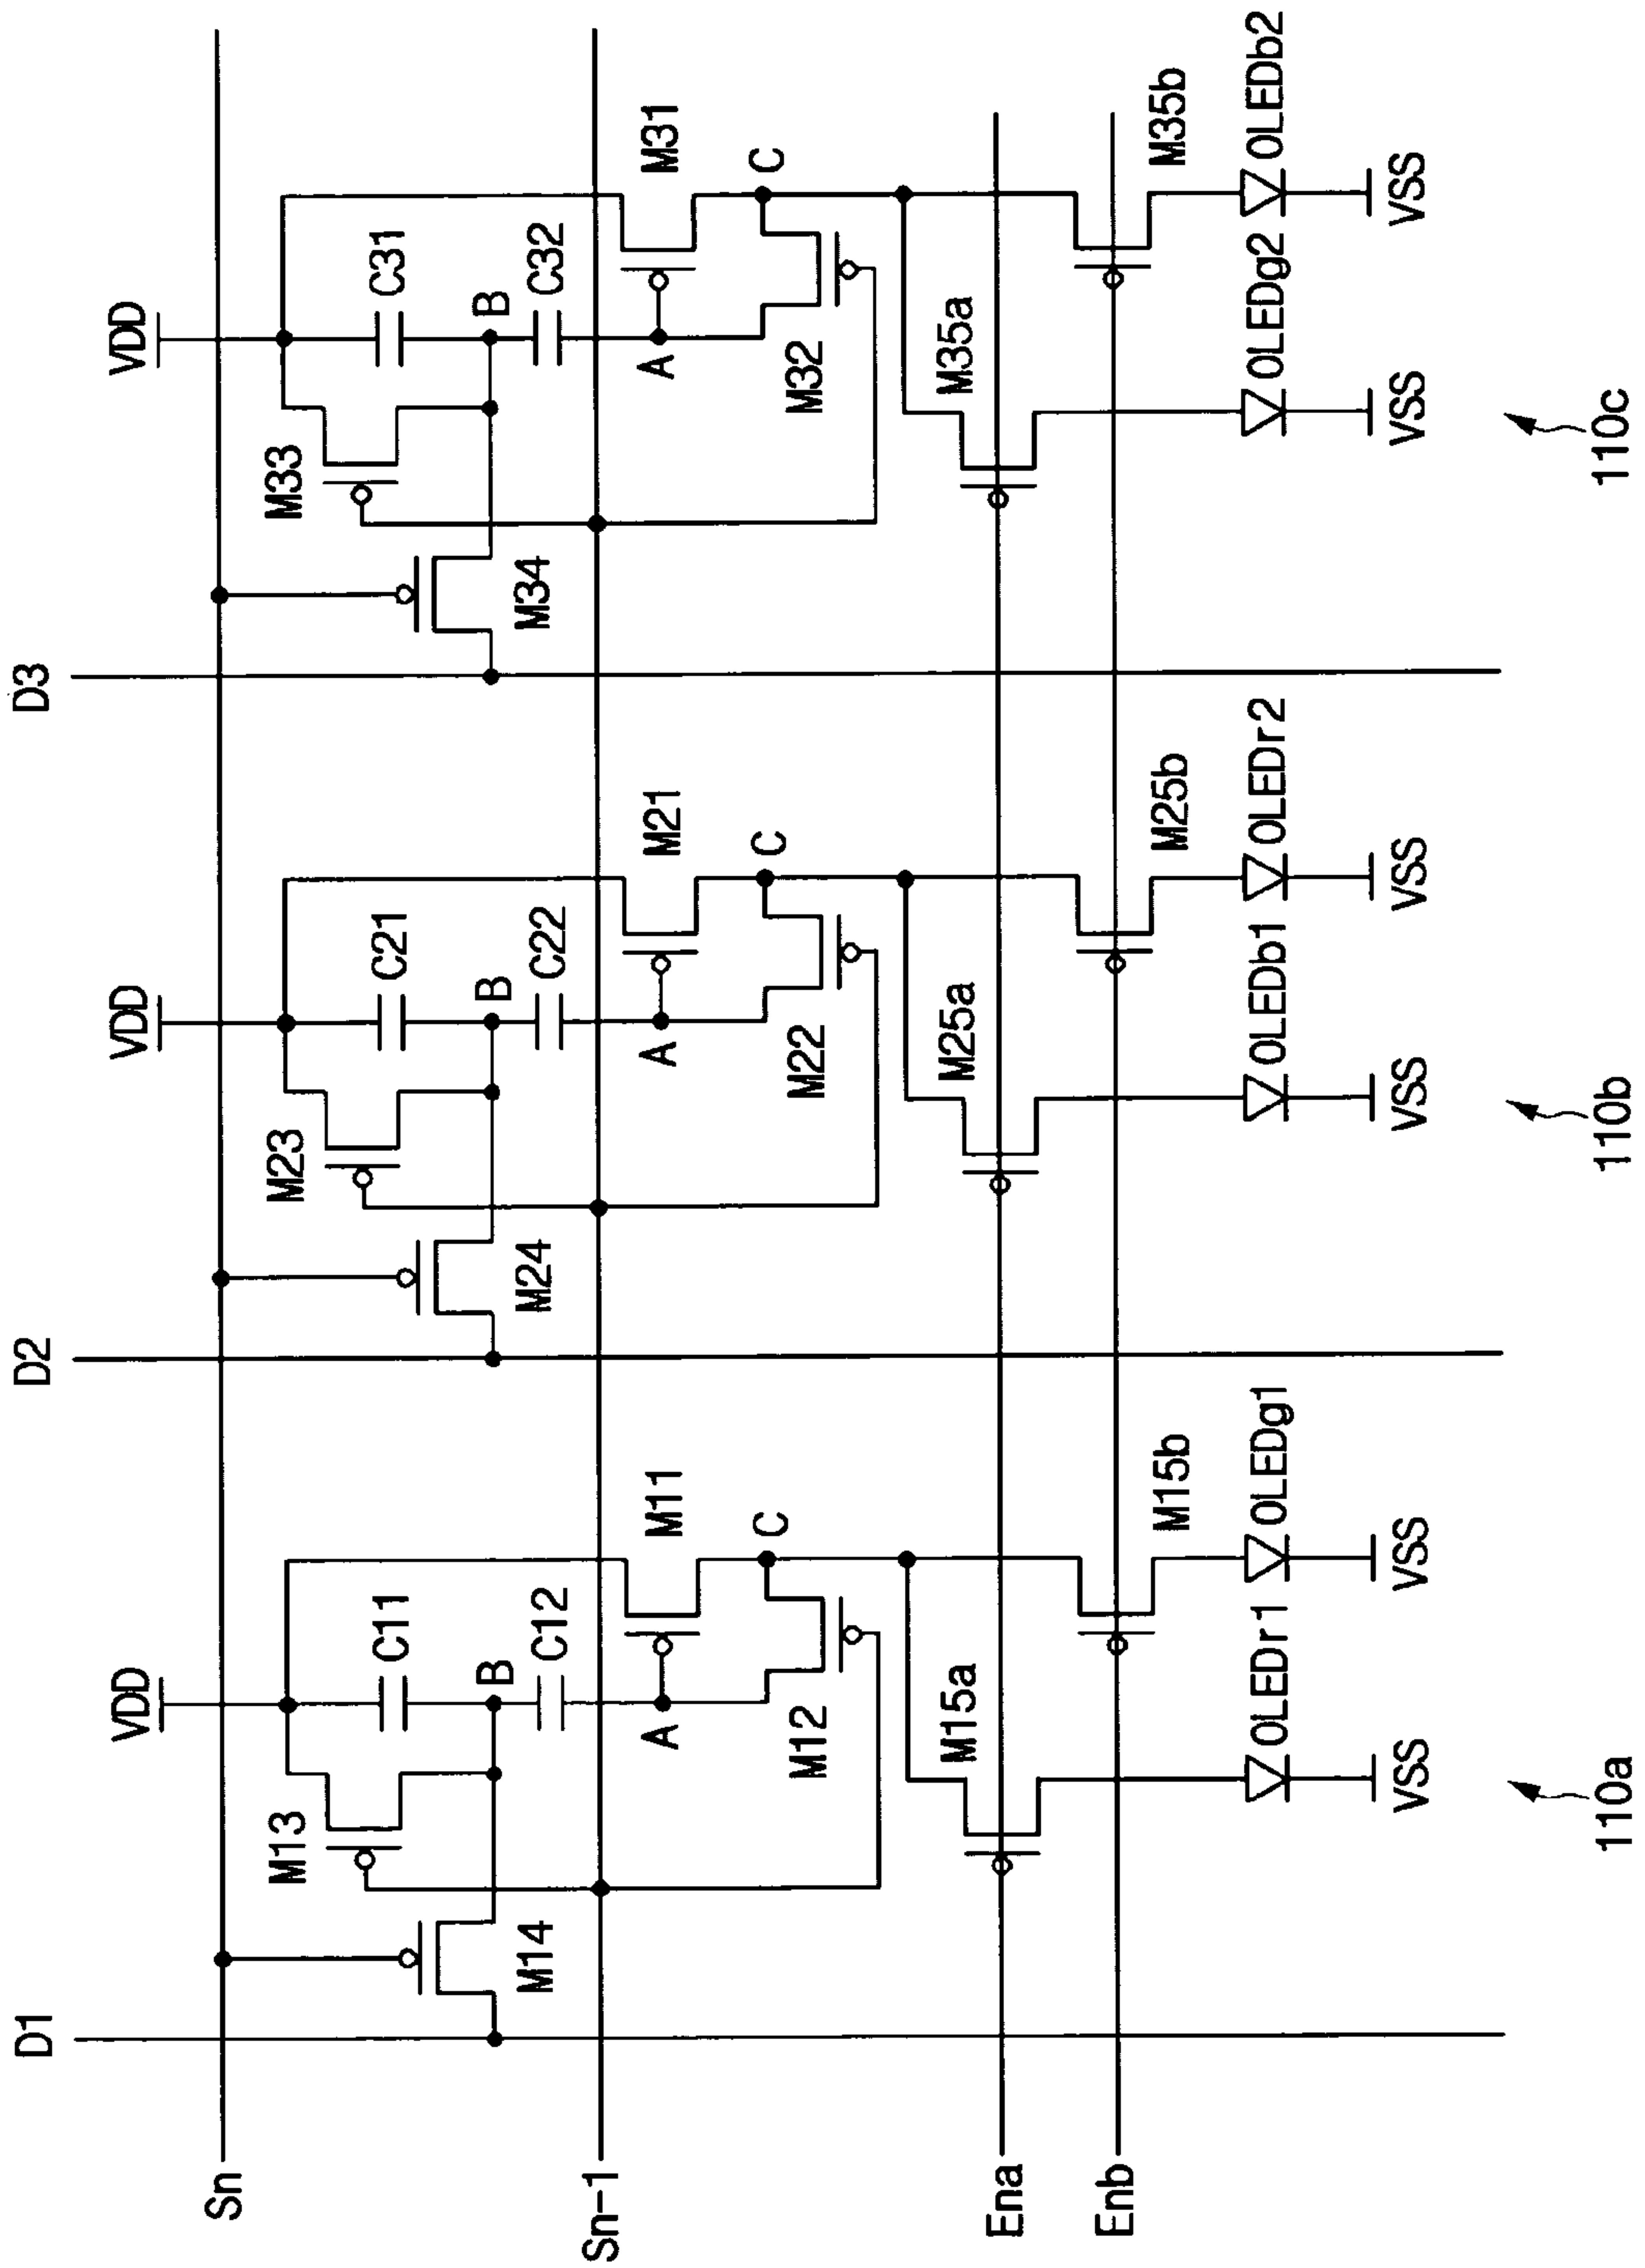 D1
D2
D3
Sn
VDD
VDD
VDD
M13
C11
M23
C21
M33
C31
B
B
B
M14
C12
M24
C22
M34
C32
Sn-1
A
M11
A
M21
A
M31
C
C
C
M12
M22
M32
M15a
M25a
M35a
Ena
Enb
M15b
M25b
M35b
OLEDr1
OLEDg1
OLEDb1
OLEDr2
OLEDg2
OLEDb2
VSS
VSS
VSS
VSS
VSS
VSS
110a
110b
110c